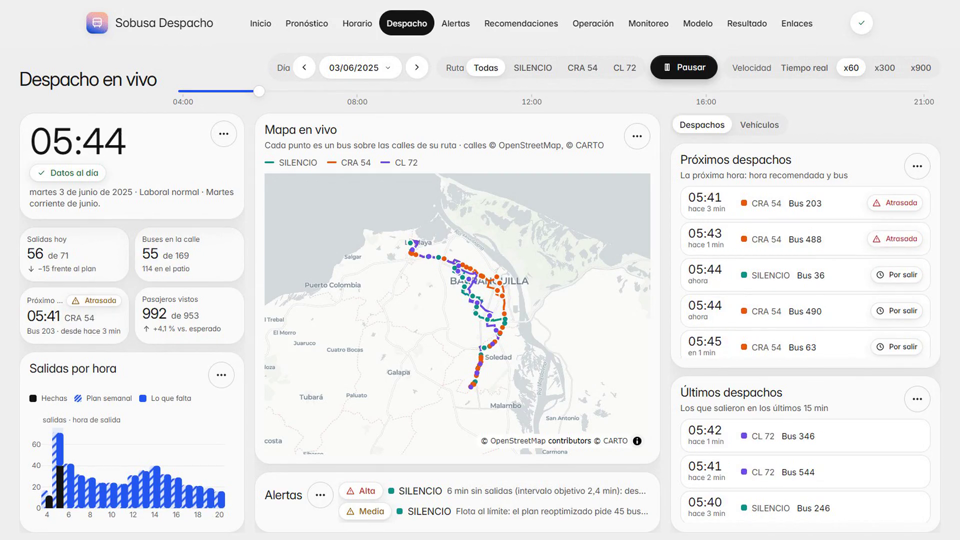 Sobusa Despacho
Inicio Pronóstico Horario Despacho Alertas Recomendaciones Operación Monitoreo Modelo Resultado Enlaces
Despacho en vivo
Día 03/06/2025
Ruta Todas SILENCIO CRA 54 CL 72
Pausar
Velocidad Tiempo real x60 x300 x900
04:00 08:00 12:00 16:00 21:00
05:44
Datos al día
martes 3 de junio de 2025 · Laboral normal · Martes
corriente de junio.
Salidas hoy
56 de 71
−15 frente al plan
Buses en la calle
55 de 169
114 en el patio
Próximo ... Atrasada
05:41 CRA 54
Bus 203 · desde hace 3 min
Pasajeros vistos
992 de 953
+4,1 % vs. esperado
Salidas por hora
Hechas Plan semanal Lo que falta
salidas · hora de salida
60
40
20
0
4 6 8 10 12 14 16 18 20
Mapa en vivo
Cada punto es un bus sobre las calles de su ruta · calles © OpenStreetMap, © CARTO
SILENCIO CRA 54 CL 72
Salgar
Puerto Colombia
l Trabal
El Morro
Juaruco
Cuatro Bocas
loza
Galapa
Soledad
Tubará
Paluato
Malambo
San Antonio
costa
Carmona
© OpenStreetMap contributors © CARTO
Alertas
Alta SILENCIO 6 min sin salidas (intervalo objetivo 2,4 min): des...
Media SILENCIO Flota al límite: el plan reoptimizado pide 45 bus...
Despachos Vehículos
Próximos despachos
La próxima hora: hora recomendada y bus
05:41 CRA 54 Bus 203 Atrasada
hace 3 min
05:43 CRA 54 Bus 488 Atrasada
hace 1 min
05:44 SILENCIO Bus 36 Por salir
ahora
05:44 CRA 54 Bus 490 Por salir
ahora
05:45 CRA 54 Bus 63 Por salir
en 1 min
Últimos despachos
Los que salieron en los últimos 15 min
05:42 CL 72 Bus 346
hace 1 min
05:41 CL 72 Bus 544
hace 2 min
05:40 SILENCIO Bus 246
hace 3 min